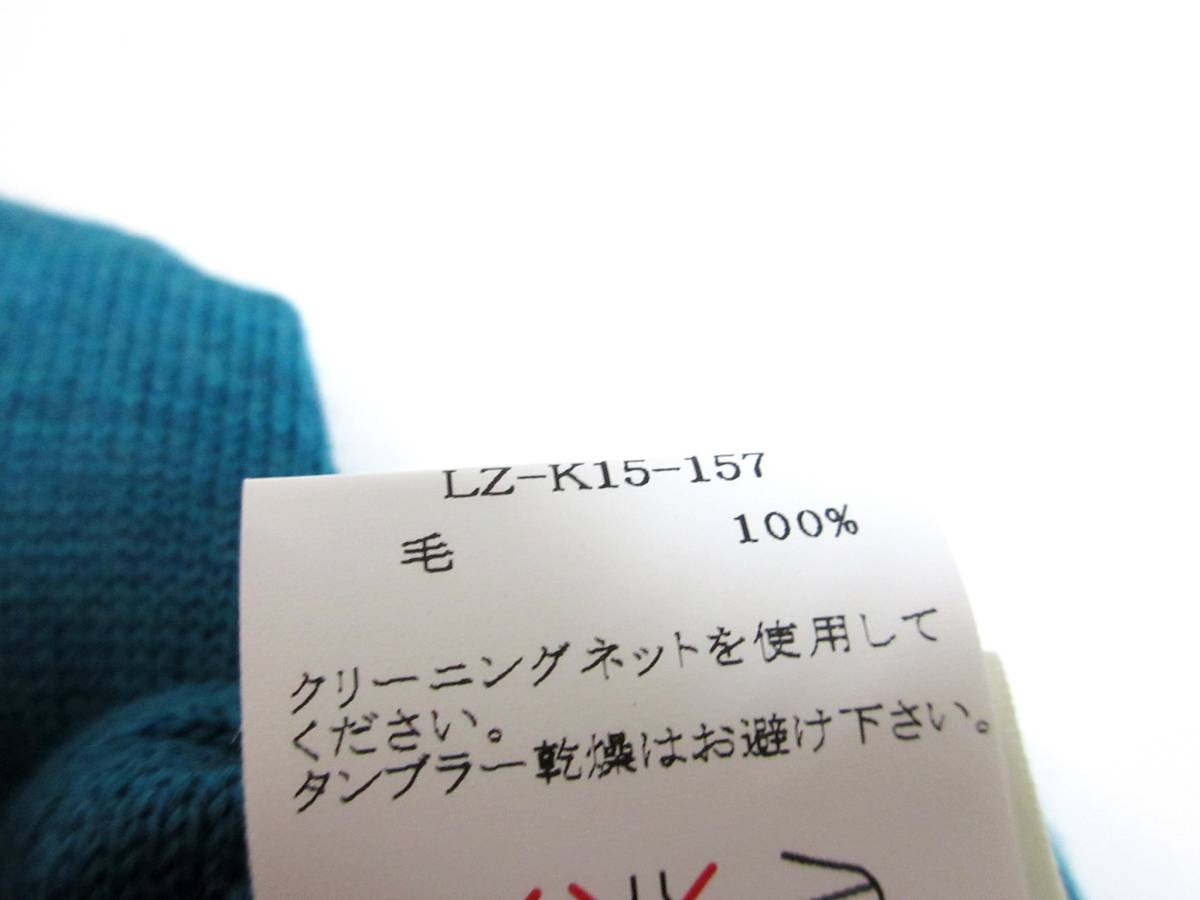 LZ-K15-157
毛 100%
クリーニングネットを使用して
ください。
タンブラー乾燥はお避け下さい。